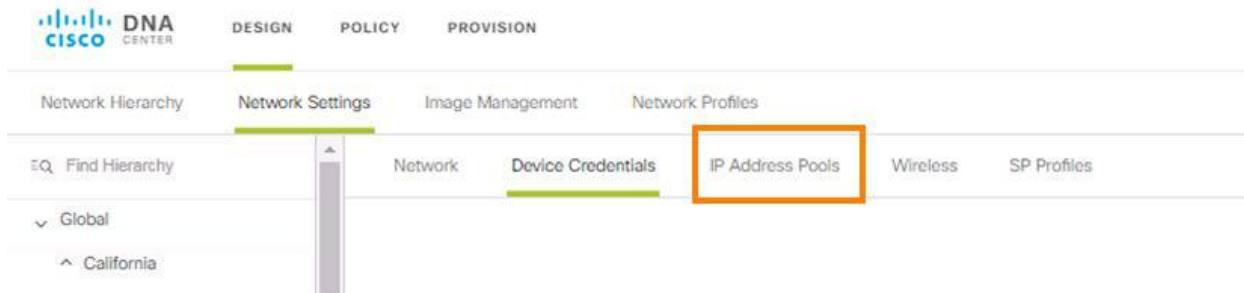 CISCO DNA CENTER DESIGN POLICY PROVISION
Network Hierarchy Network Settings Image Management Network Profiles
Find Hierarchy Network Device Credentials IP Address Pools Wireless SP Profiles
Global
California